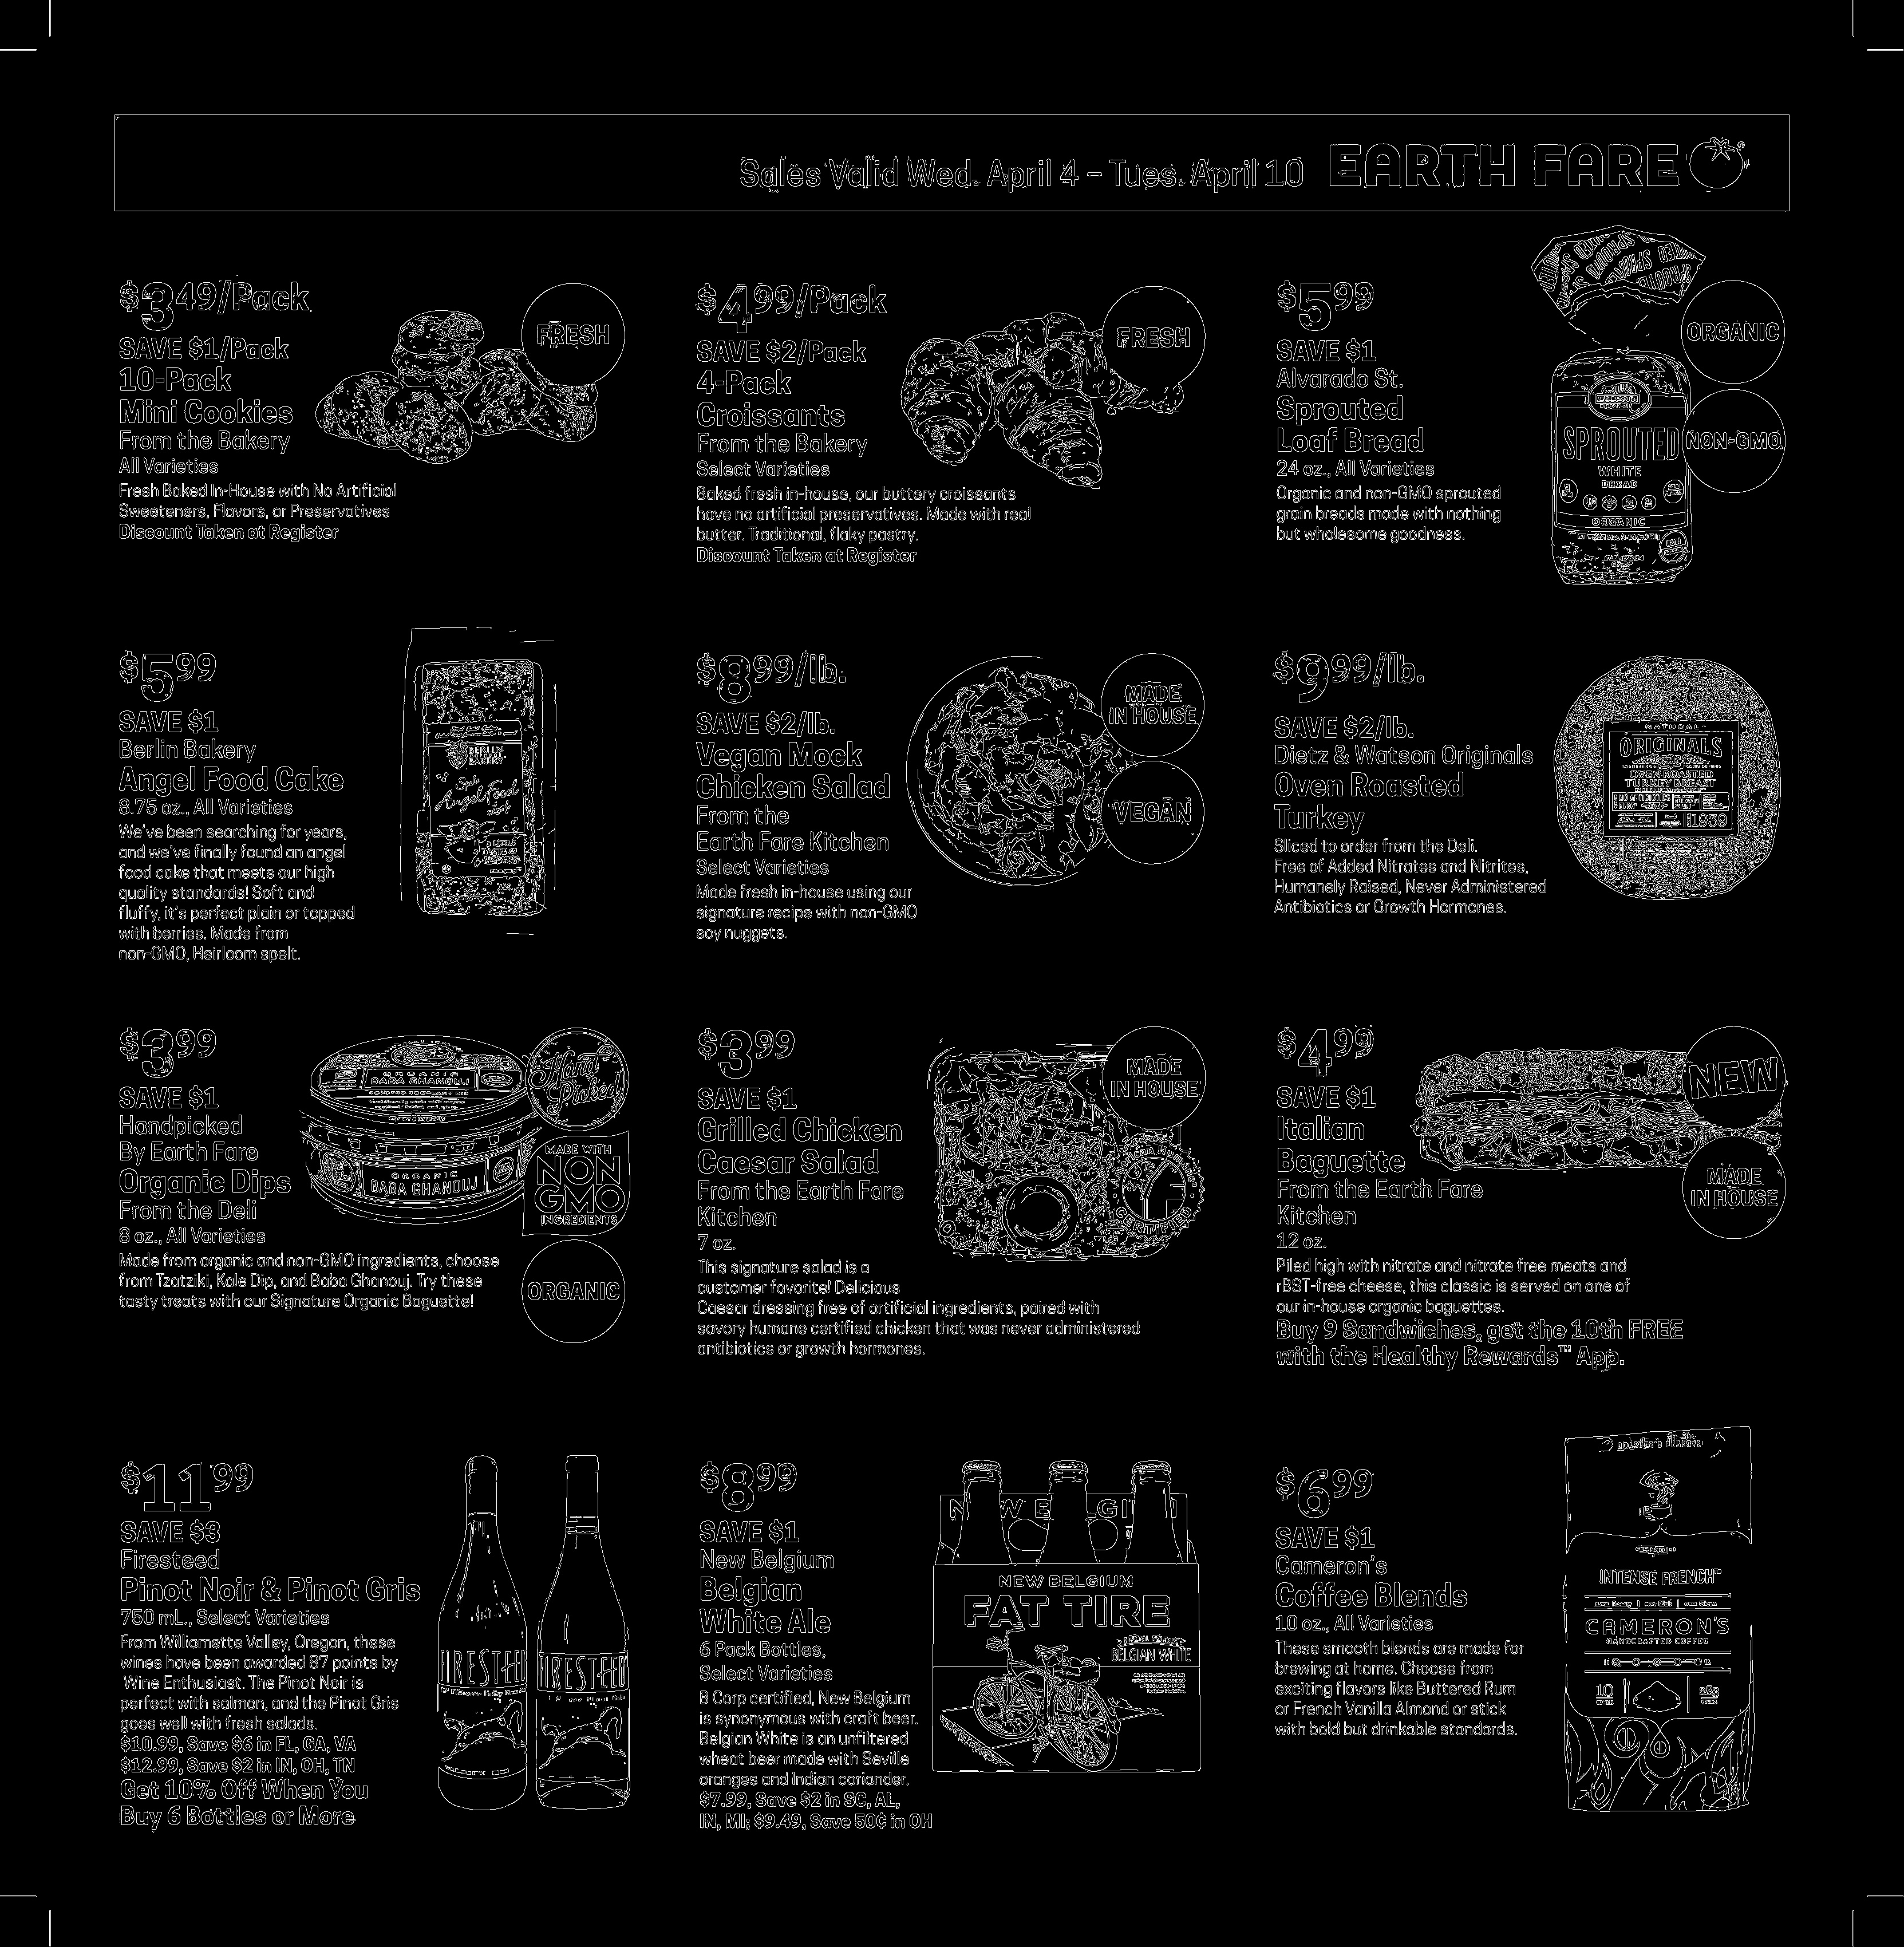 Sales Valid Wed. April 4 – Tues. April 10 EARTH FARE
$3.49/Pack
SAVE $1/Pack
10-Pack
Mini Cookies
From the Bakery
All Varieties
Fresh Baked In-House with No Artificial
Sweeteners, Flavors, or Preservatives
Discount Taken at Register
FRESH
$4.99/Pack
SAVE $2/Pack
4-Pack
Croissants
From the Bakery
Select Varieties
Baked fresh in-house, our buttery croissants
have no artificial preservatives. Made with real
butter. Traditional, flaky pastry.
Discount Taken at Register
FRESH
$5.99
SAVE $1
Alvarado St.
Sprouted
Loaf Bread
24 oz., All Varieties
Organic and non-GMO sprouted
grain breads made with nothing
but wholesome goodness.
SPROUTED
WHITE
BREAD
ORGANIC
ORGANIC
NON-GMO
$5.99
SAVE $1
Berlin Bakery
Angel Food Cake
8.75 oz., All Varieties
We've been searching for years,
and we've finally found an angel
food cake that meets our high
quality standards! Soft and
fluffy, it's perfect plain or topped
with berries. Made from
non-GMO, Heirloom spelt.
BERLIN
BAKERY
Angel Food
$8.99/lb.
SAVE $2/lb.
Vegan Mock
Chicken Salad
From the
Earth Fare Kitchen
Select Varieties
Made fresh in-house using our
signature recipe with non-GMO
soy nuggets.
MADE
IN HOUSE
VEGAN
$9.99/lb.
SAVE $2/lb.
Dietz & Watson Originals
Oven Roasted
Turkey
Sliced to order from the Deli.
Free of Added Nitrates and Nitrites,
Humanely Raised, Never Administered
Antibiotics or Growth Hormones.
NATURAL
ORIGINALS
OVEN ROASTED
TURKEY BREAST
1939
$3.99
SAVE $1
Handpicked
By Earth Fare
Organic Dips
From the Deli
8 oz., All Varieties
Made from organic and non-GMO ingredients, choose
from Tzatziki, Kale Dip, and Baba Ghanouj. Try these
tasty treats with our Signature Organic Baguette!
ORGANIC
BABA GHANOUJ
ORGANIC
BABA GHANOUJ
Hand
Picked
MADE WITH
NON
GMO
INGREDIENTS
ORGANIC
$3.99
SAVE $1
Grilled Chicken
Caesar Salad
From the Earth Fare
Kitchen
7 oz.
This signature salad is a
customer favorite! Delicious
Caesar dressing free of artificial ingredients, paired with
savory humane certified chicken that was never administered
antibiotics or growth hormones.
MADE
IN HOUSE
CERTIFIED
$4.99
SAVE $1
Italian
Baguette
From the Earth Fare
Kitchen
12 oz.
Piled high with nitrate and nitrate free meats and
rBST-free cheese, this classic is served on one of
our in-house organic baguettes.
Buy 9 Sandwiches, get the 10th FREE
with the Healthy Rewards™ App.
NEW
MADE
IN HOUSE
$11.99
SAVE $3
Firesteed
Pinot Noir & Pinot Gris
750 mL., Select Varieties
From Williamette Valley, Oregon, these
wines have been awarded 87 points by
Wine Enthusiast. The Pinot Noir is
perfect with salmon, and the Pinot Gris
goes well with fresh salads.
$10.99, Save $6 in FL, GA, VA
$12.99, Save $2 in IN, OH, TN
Get 10% Off When You
Buy 6 Bottles or More
$8.99
SAVE $1
New Belgium
Belgian
White Ale
6 Pack Bottles,
Select Varieties
B Corp certified, New Belgium
is synonymous with craft beer.
Belgian White is an unfiltered
wheat beer made with Seville
oranges and Indian coriander.
$7.99, Save $2 in SC, AL,
IN, MI; $9.49, Save 50¢ in OH
NEW BELGIUM
FAT TIRE
BELGIAN WHITE
$6.99
SAVE $1
Cameron's
Coffee Blends
10 oz., All Varieties
These smooth blends are made for
brewing at home. Choose from
exciting flavors like Buttered Rum
or French Vanilla Almond or stick
with bold but drinkable standards.
INTENSE FRENCH
CAMERON'S
HANDCRAFTED COFFEE
10